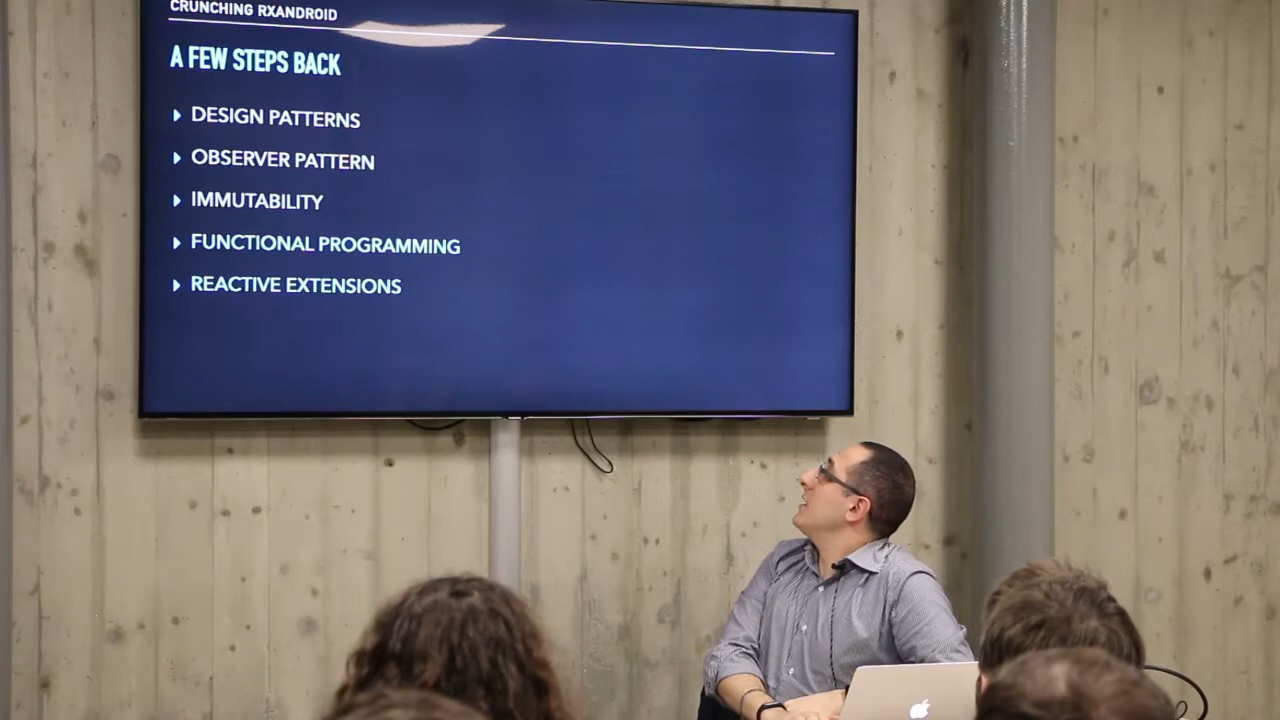 CRUNCHING RXANDROID
A FEW STEPS BACK
DESIGN PATTERNS
OBSERVER PATTERN
IMMUTABILITY
FUNCTIONAL PROGRAMMING
REACTIVE EXTENSIONS